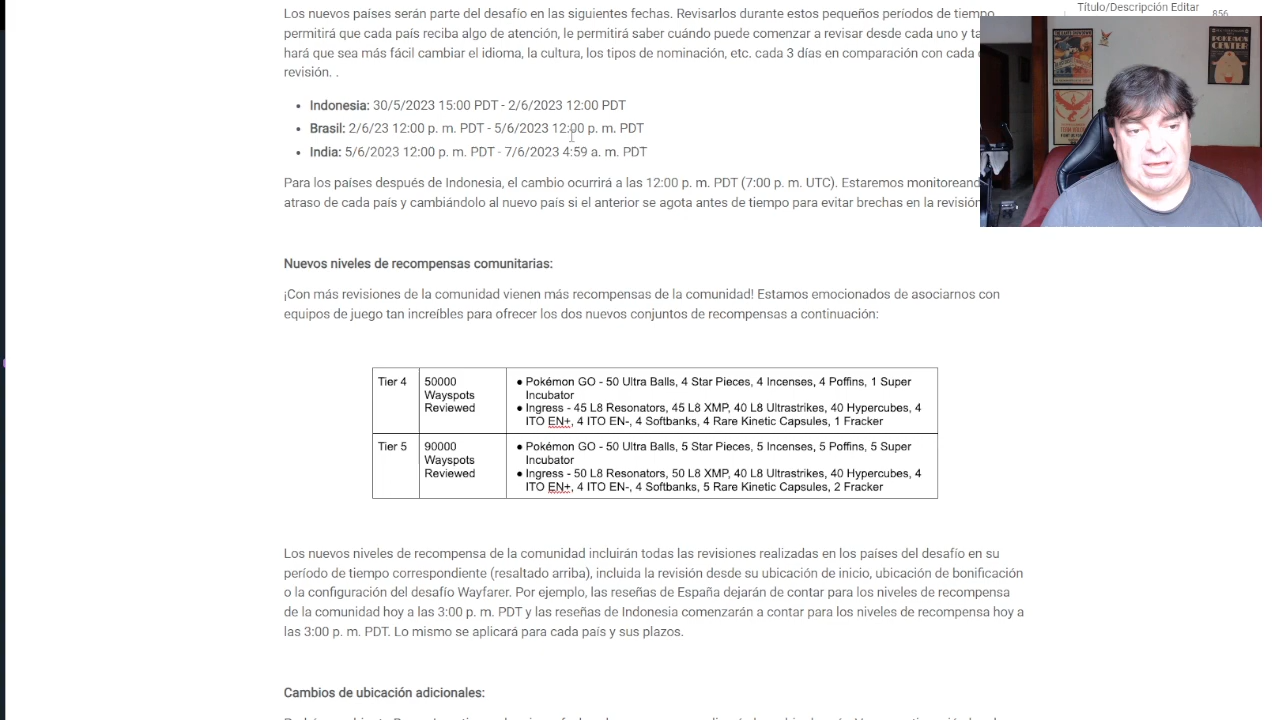 Título/Descripción Editar
856
Los nuevos países serán parte del desafío en las siguientes fechas. Revisarlos durante estos pequeños períodos de tiempo
permitirá que cada país reciba algo de atención, le permitirá saber cuándo puede comenzar a revisar desde cada uno y
hará que sea más fácil cambiar el idioma, la cultura, los tipos de nominación, etc. cada 3 días en comparación con cada
revisión. .
• Indonesia: 30/5/2023 15:00 PDT - 2/6/2023 12:00 PDT
• Brasil: 2/6/23 12:00 p. m. PDT - 5/6/2023 12:00 p. m. PDT
• India: 5/6/2023 12:00 p. m. PDT - 7/6/2023 4:59 a. m. PDT
Para los países después de Indonesia, el cambio ocurrirá a las 12:00 p. m. PDT (7:00 p. m. UTC). Estaremos
atraso de cada país y cambiándolo al nuevo país si el anterior se agota antes de tiempo para evitar brechas en la revisión
Nuevos niveles de recompensas comunitarias:
¡Con más revisiones de la comunidad vienen más recompensas de la comunidad! Estamos emocionados de asociarnos con
equipos de juego tan increíbles para ofrecer los dos nuevos conjuntos de recompensas a continuación:
Tier 4
50000
Waypots
Reviewed
● Pokémon GO - 50 Ultra Balls, 4 Star Pieces, 4 Incenses, 4 Poffins, 1 Super
Incubator
● Ingress - 45 L8 Resonators, 45 L8 XMP, 40 L8 Ultrastrikes, 40 Hypercubes, 4
ITO EN+, 4 ITO EN-, 4 Softbanks, 4 Rare Kinetic Capsules, 1 Fracker
Tier 5
90000
Wayspots
Reviewed
● Pokémon GO - 50 Ultra Balls, 5 Star Pieces, 5 Incenses, 5 Poffins, 5 Super
Incubator
● Ingress - 50 L8 Resonators, 50 L8 XMP, 40 L8 Ultrastrikes, 40 Hypercubes, 4
ITO EN+, 4 ITO EN-, 4 Softbanks, 5 Rare Kinetic Capsules, 2 Fracker
Los nuevos niveles de recompensa de la comunidad incluirán todas las revisiones realizadas en los países del desafío en su
período de tiempo correspondiente (resaltado arriba), incluida la revisión desde su ubicación de inicio, ubicación de bonificación
o la configuración del desafío Wayfarer. Por ejemplo, las reseñas de España dejarán de contar para los niveles de recompensa
de la comunidad hoy a las 3:00 p. m. PDT y las reseñas de Indonesia comenzarán a contar para los niveles de recompensa hoy a
las 3:00 p. m. PDT. Lo mismo se aplicará para cada país y sus plazos.
Cambios de ubicación adicionales:
POKÉMON
CENTER